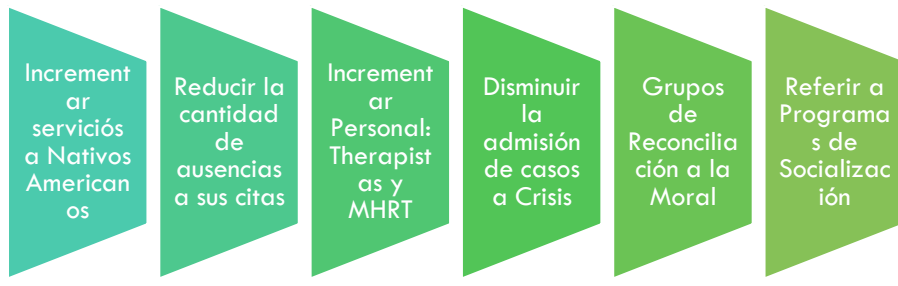 Increment
ar
serviciós
a Nativos
American
os
Reducir la
cantidad
de
ausencias
a sus citas
Increment
ar
Personal:
Therapist
as y
MHRT
Disminuir
la
admisión
de casos
a Crisis
Grupos
de
Reconcilia
ción a la
Moral
Referir a
Programa
s de
Socializac
ión